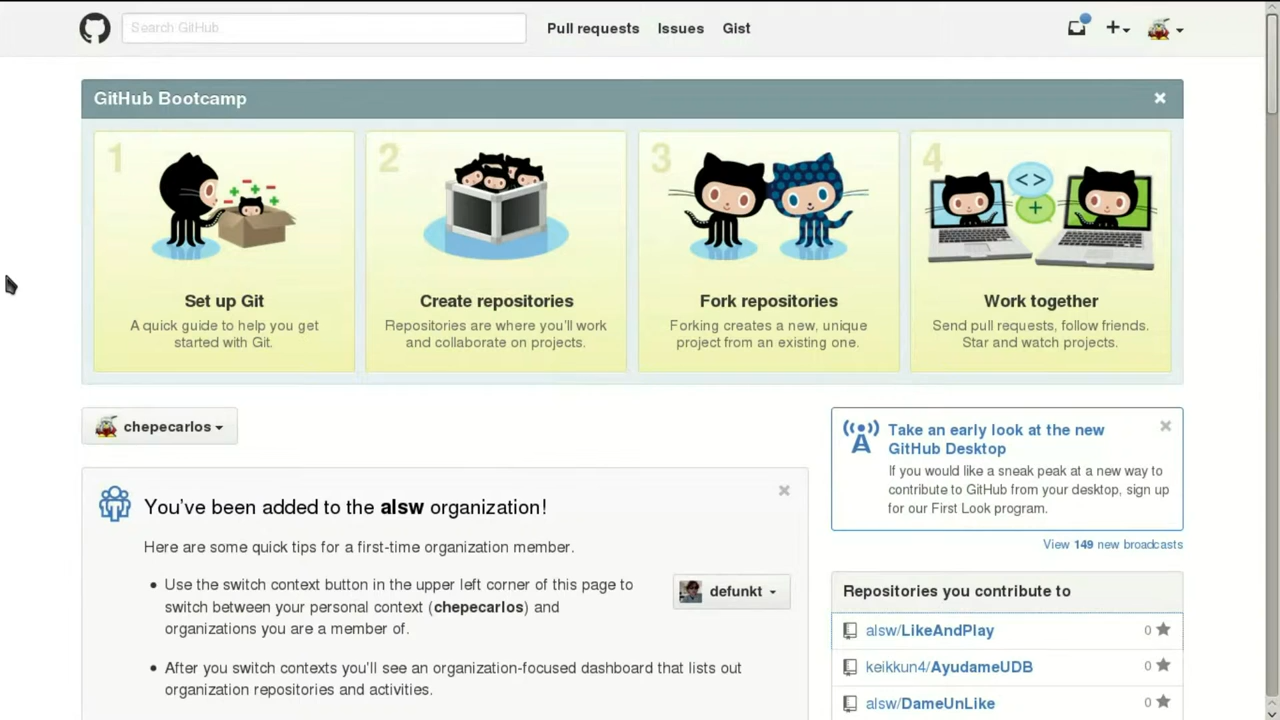 Search GitHub
Pull requests
Issues
Gist
GitHub Bootcamp
1
2
3
4
<>
+
Set up Git
A quick guide to help you get
started with Git.
Create repositories
Repositories are where you'll work
and collaborate on projects.
Fork repositories
Forking creates a new, unique
project from an existing one.
Work together
Send pull requests, follow friends.
Star and watch projects.
chepecarlos
You've been added to the alsw organization!
Here are some quick tips for a first-time organization member.
• Use the switch context button in the upper left corner of this page to
switch between your personal context (chepecarlos) and
organizations you are a member of.
defunkt
• After you switch contexts you'll see an organization-focused dashboard that lists out
organization repositories and activities.
Take an early look at the new
GitHub Desktop
If you would like a sneak peak at a new way to
contribute to GitHub from your desktop, sign up
for our First Look program.
View 149 new broadcasts
Repositories you contribute to
alsw/LikeAndPlay 0
keikkun4/AyudameUDB 0
alsw/DameUnLike 0